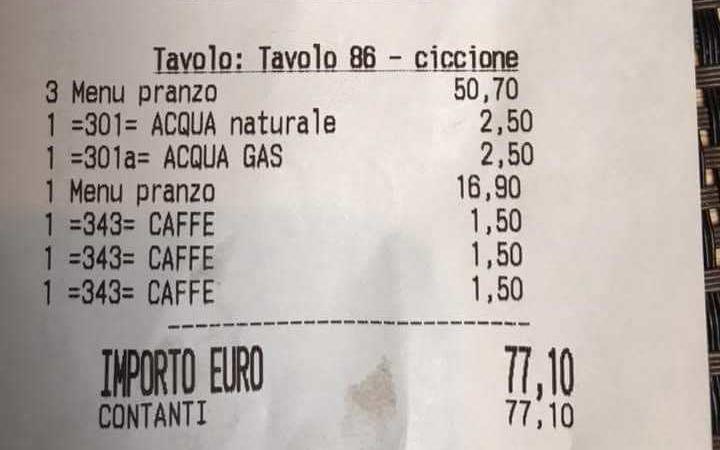 Tavolo: Tavolo 86 - ciccione
3 Menu pranzo 50,70
1 =301= ACQUA naturale 2,50
1 =301a= ACQUA GAS 2,50
1 Menu pranzo 16,90
1 =343= CAFFE 1,50
1 =343= CAFFE 1,50
1 =343= CAFFE 1,50
--------------------------------
IMPORTO EURO 77,10
CONTANTI 77,10